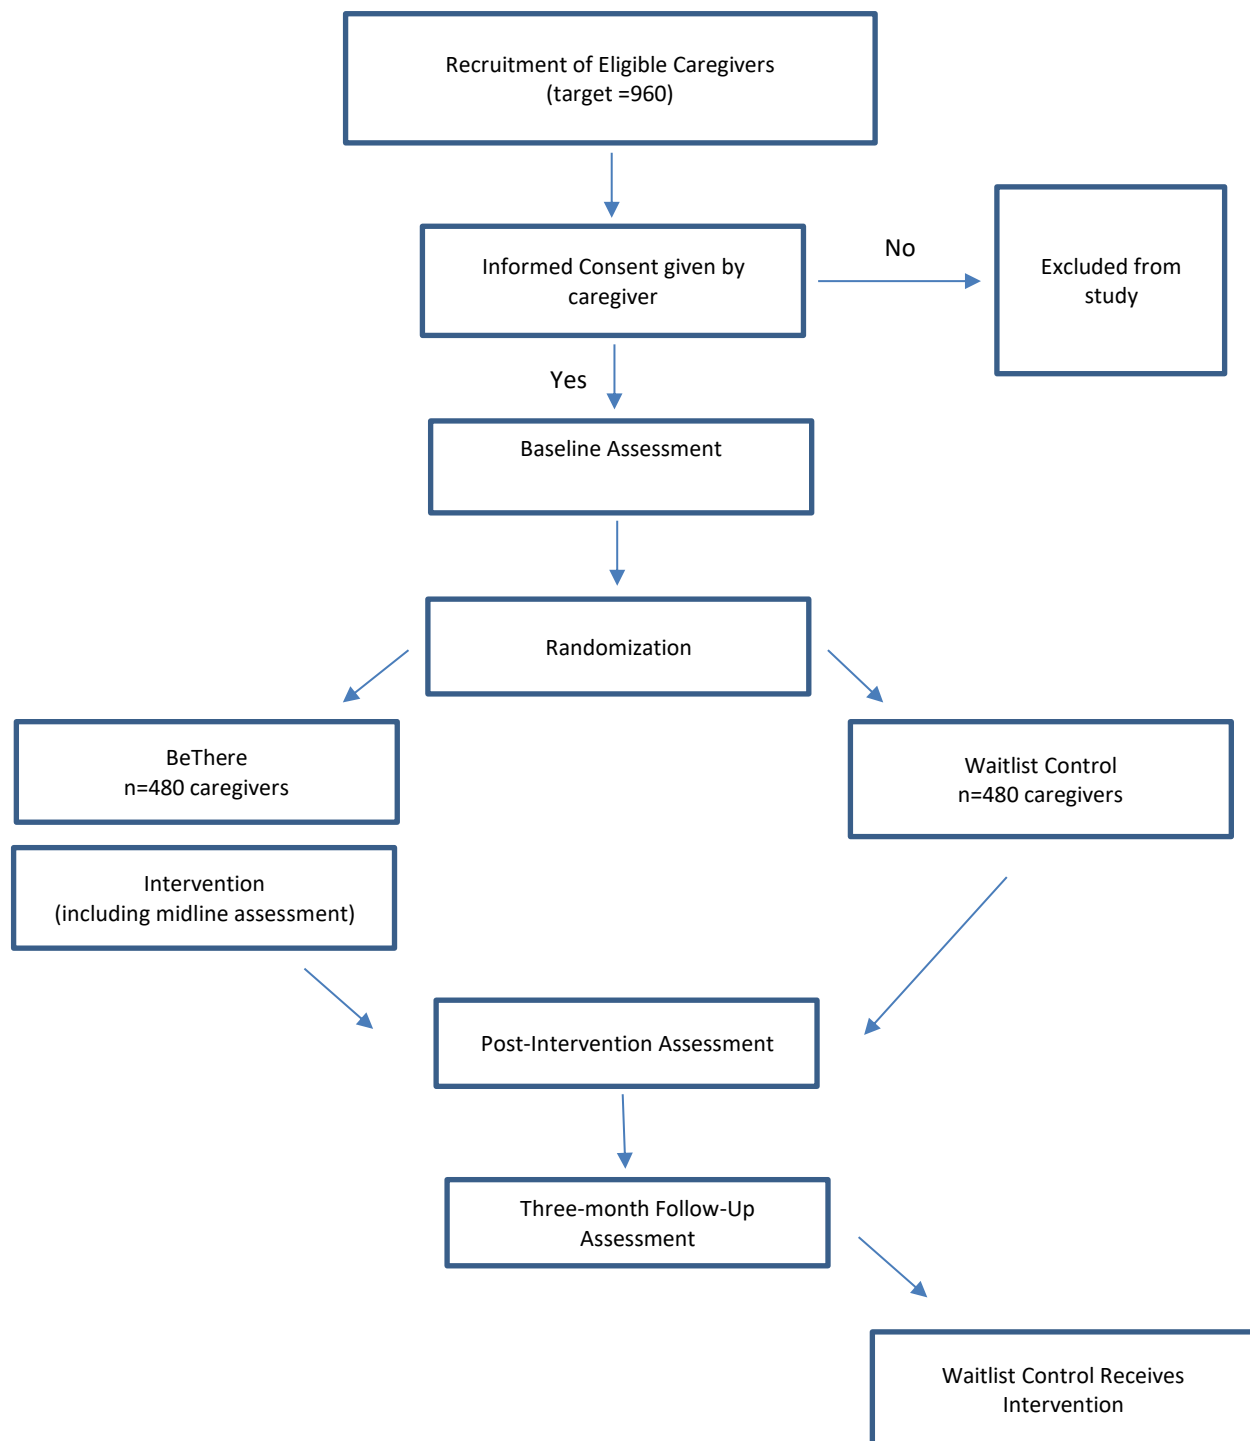 Recruitment of Eligible Caregivers
(target =960)
Informed Consent given by
caregiver
No
Excluded from
study
Yes
Baseline Assessment
Randomization
BeThere
n=480 caregivers
Waitlist Control
n=480 caregivers
Intervention
(including midline assessment)
Post-Intervention Assessment
Three-month Follow-Up
Assessment
Waitlist Control Receives
Intervention